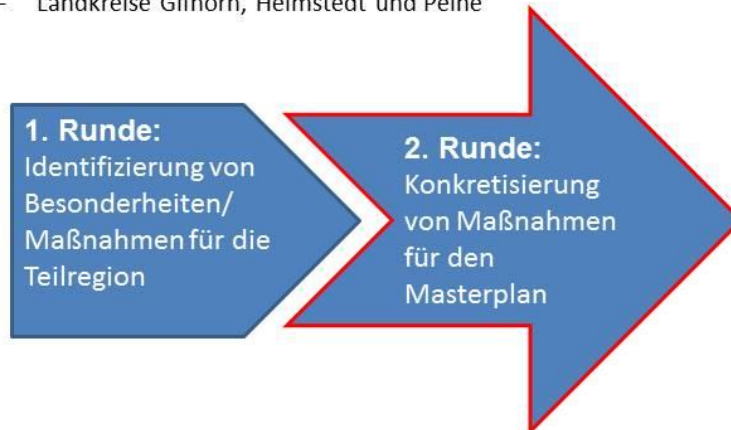 - Landkreise Gifhorn, Helmstedt und Peine
1. Runde:
Identifizierung von
Besonderheiten/
Maßnahmen für die
Teilregion
2. Runde:
Konkretisierung
von Maßnahmen
für den
Masterplan